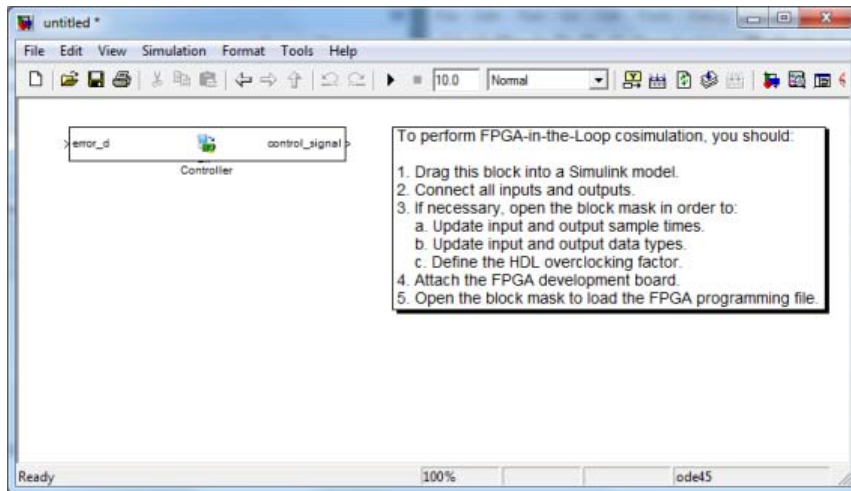 untitled *
File Edit View Simulation Format Tools Help
10.0 Normal
error_d control_signal
Controller
To perform FPGA-in-the-Loop cosimulation, you should:
1. Drag this block into a Simulink model.
2. Connect all inputs and outputs.
3. If necessary, open the block mask in order to:
a. Update input and output sample times.
b. Update input and output data types.
c. Define the HDL overclocking factor.
4. Attach the FPGA development board.
5. Open the block mask to load the FPGA programming file.
Ready 100% ode45